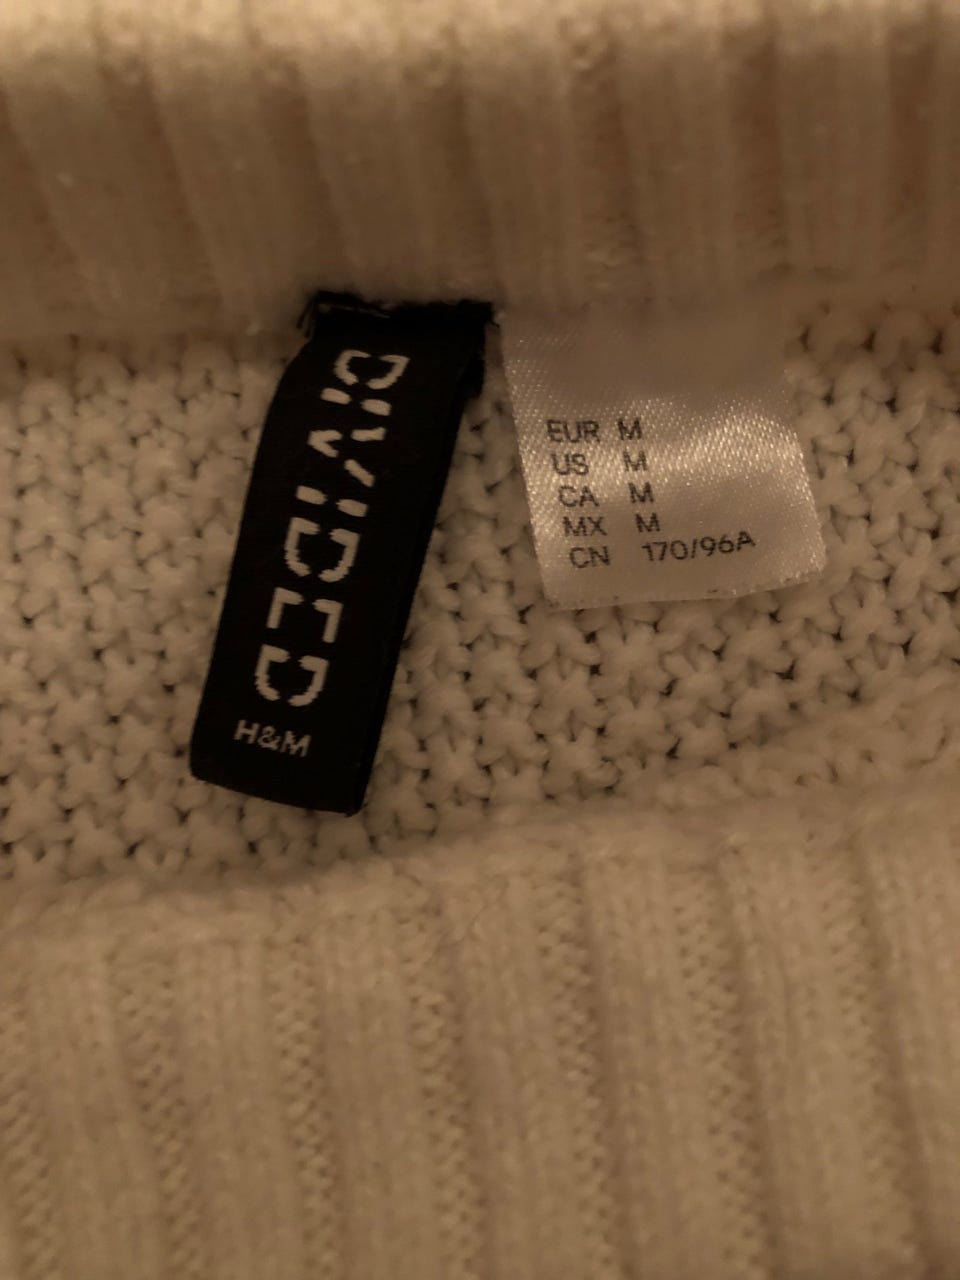 DIVIDED
H&M
EUR M
US M
CA M
MX M
CN 170/96A